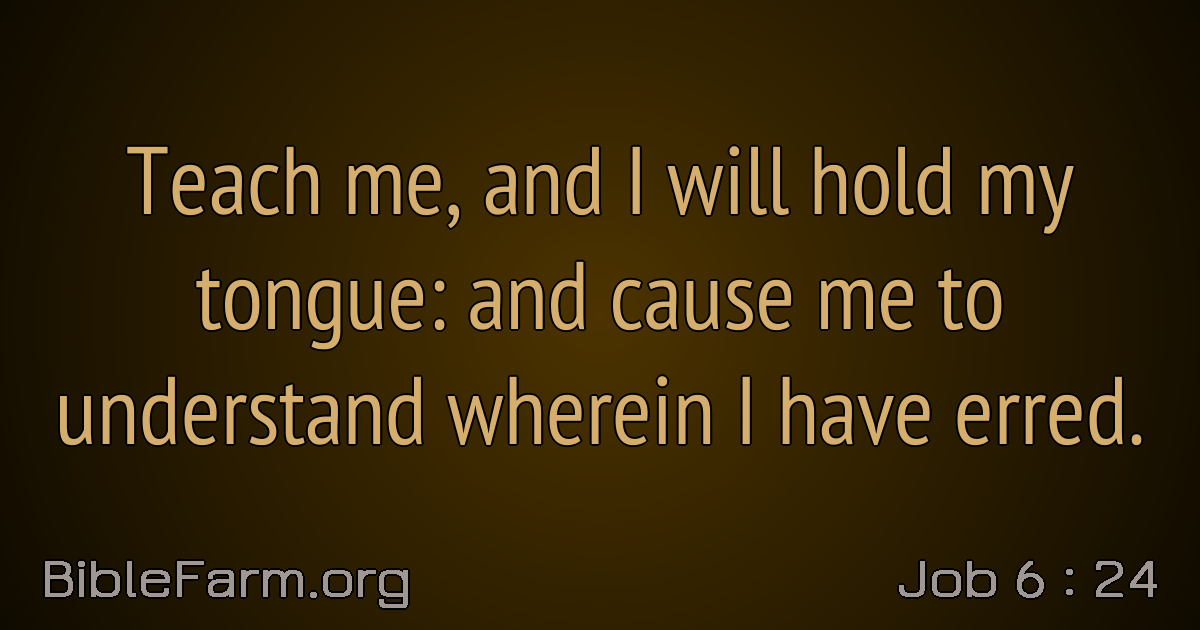 Teach me, and I will hold my
tongue: and cause me to
understand wherein I have erred.
BibleFarm.org
Job 6 : 24